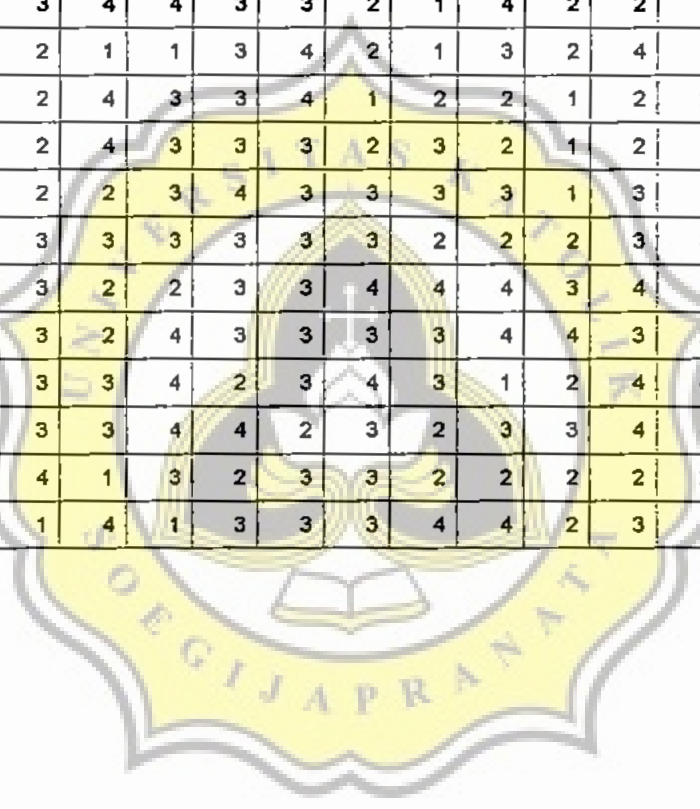 3 4 4 3 3 2 1 4 2 2
2 1 1 3 4 2 1 3 2 4
2 4 3 3 4 1 2 2 1 2
2 4 3 3 3 2 3 2 1 2
2 2 3 4 3 3 3 3 1 3
3 3 3 3 3 3 2 2 2 3
3 2 2 3 3 4 4 4 3 4
3 2 4 3 3 3 3 4 4 3
3 3 4 2 3 4 3 1 2 4
3 3 4 4 2 3 2 3 3 4
4 1 3 2 3 3 2 2 2 2
1 4 1 3 3 3 4 4 2 3
UNIVERSITAS KATOLIK
SOEGIJAPRANATA